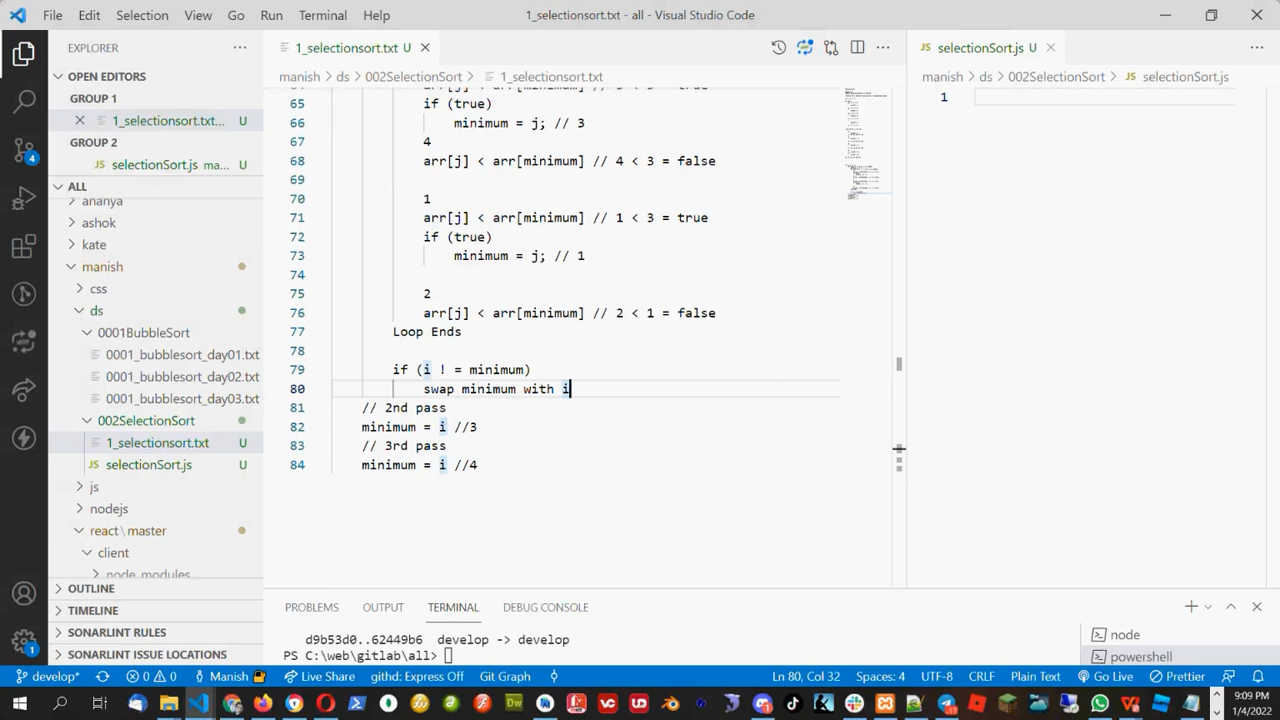 File Edit Selection View Go Run Terminal Help 1_selectionsort.txt - all - Visual Studio Code
EXPLORER
OPEN EDITORS
GROUP 1
1_selectionsort.txt... U
GROUP 2
selectionSort.js ma... U
ALL
ananya
ashok
kate
manish
css
ds
0001BubbleSort
0001_bubblesort_day01.txt
0001_bubblesort_day02.txt
0001_bubblesort_day03.txt
002SelectionSort
1_selectionsort.txt U
JS selectionSort.js U
js
nodejs
react\master
client
node_modules
OUTLINE
TIMELINE
SONARLINT RULES
SONARLINT ISSUE LOCATIONS
4
1
1_selectionsort.txt U
manish > ds > 002SelectionSort > 1_selectionsort.txt
65 if (true)
66 minimum = j; // 3
67
68 arr[j] < arr[minimum] // 4 < 3 = false
69
70 1
71 arr[j] < arr[minimum] // 1 < 3 = true
72 if (true)
73 minimum = j; // 1
74
75 2
76 arr[j] < arr[minimum] // 2 < 1 = false
77 Loop Ends
78
79 if (i ! = minimum)
80 swap minimum with i
81 // 2nd pass
82 minimum = i //3
83 // 3rd pass
84 minimum = i //4
JS selectionSort.js U
manish > ds > 002SelectionSort > JS selectionSort.js
1
PROBLEMS OUTPUT TERMINAL DEBUG CONSOLE
d9b53d0..62449b6 develop -> develop
PS C:\web\gitlab\all>
node
powershell
develop* 0 0 Manish Live Share githd: Express Off Git Graph Ln 80, Col 32 Spaces: 4 UTF-8 CRLF Plain Text Go Live Prettier
9:09 PM
1/4/2022